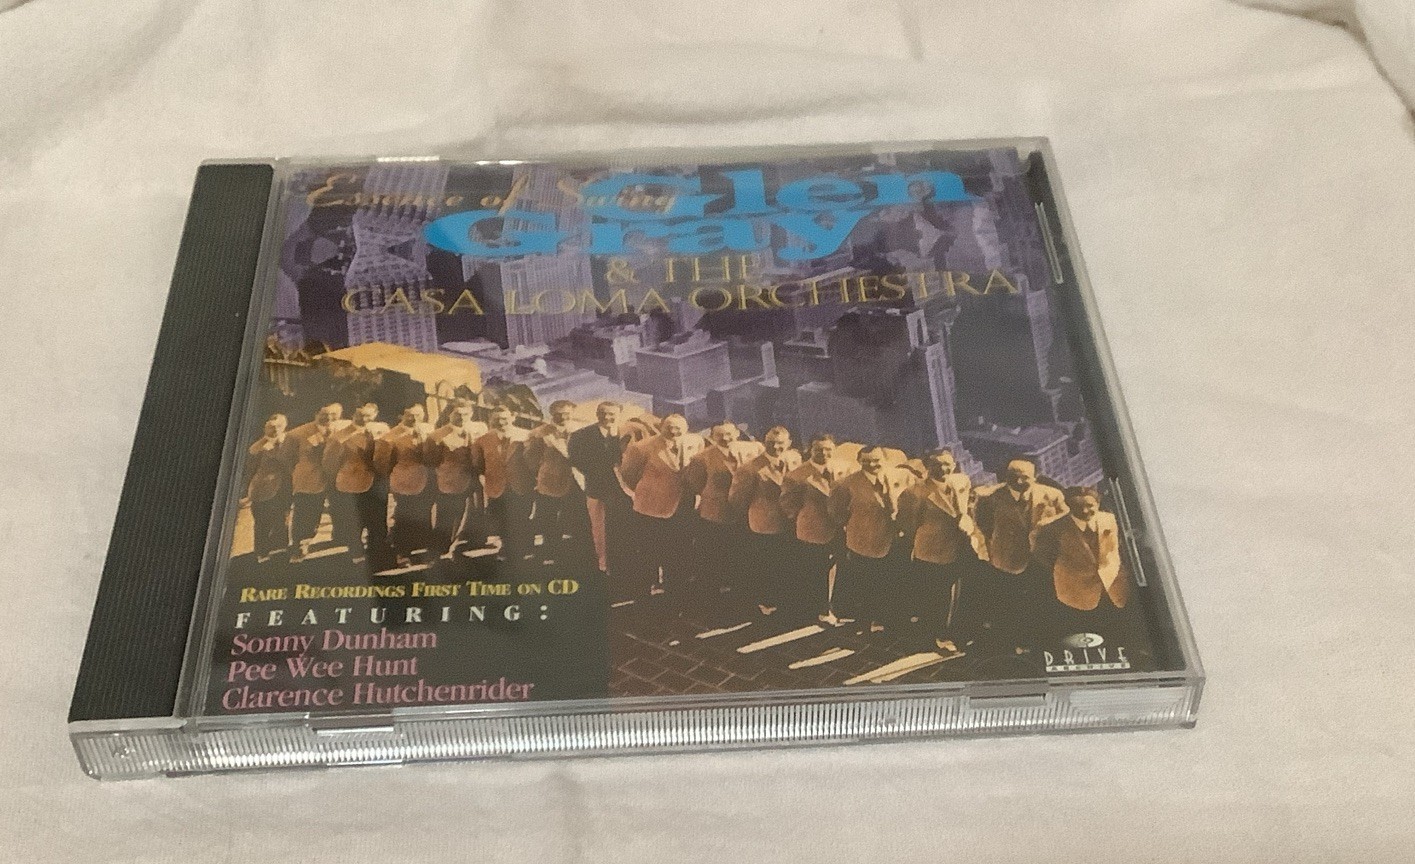 Essence of Swing
Glen
Gray
& THE
CASA LOMA ORCHESTRA
RARE RECORDINGS FIRST TIME ON CD
FEATURING:
Sonny Dunham
Pee Wee Hunt
Clarence Hutchenrider
DRIVE
ARCHIVE